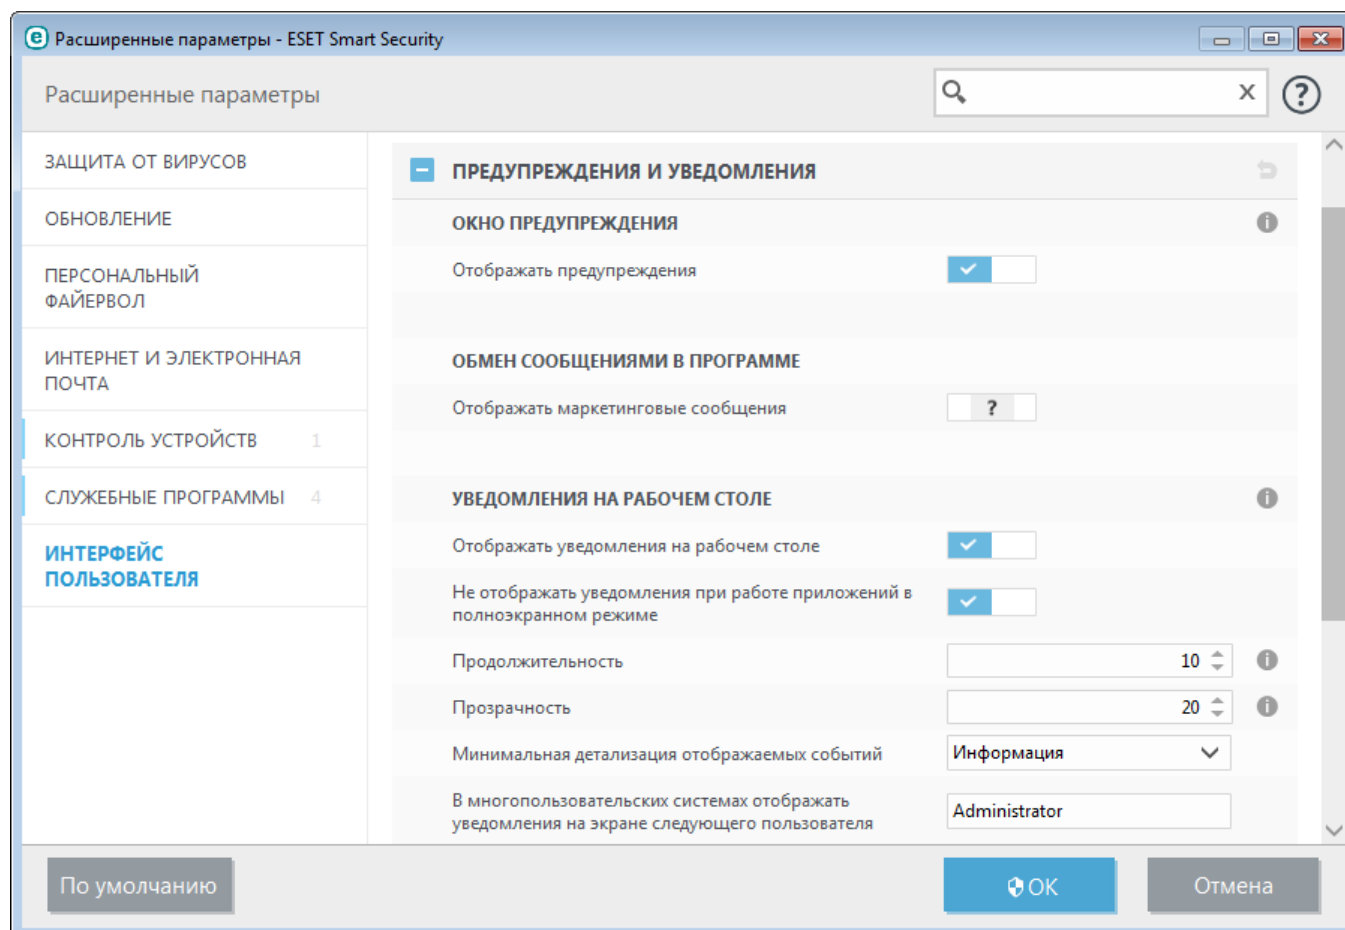 Расширенные параметры - ESET Smart Security
Расширенные параметры
ЗАЩИТА ОТ ВИРУСОВ
ОБНОВЛЕНИЕ
ПЕРСОНАЛЬНЫЙ
ФАЙЕРВОЛ
ИНТЕРНЕТ И ЭЛЕКТРОННАЯ
ПОЧТА
КОНТРОЛЬ УСТРОЙСТВ 1
СЛУЖЕБНЫЕ ПРОГРАММЫ 4
ИНТЕРФЕЙС
ПОЛЬЗОВАТЕЛЯ
ПРЕДУПРЕЖДЕНИЯ И УВЕДОМЛЕНИЯ
ОКНО ПРЕДУПРЕЖДЕНИЯ
Отображать предупреждения
ОБМЕН СООБЩЕНИЯМИ В ПРОГРАММЕ
Отображать маркетинговые сообщения ?
УВЕДОМЛЕНИЯ НА РАБОЧЕМ СТОЛЕ
Отображать уведомления на рабочем столе
Не отображать уведомления при работе приложений в
полноэкранном режиме
Продолжительность 10
Прозрачность 20
Минимальная детализация отображаемых событий Информация
В многопользовательских системах отображать
уведомления на экране следующего пользователя Administrator
По умолчанию
OK
Отмена